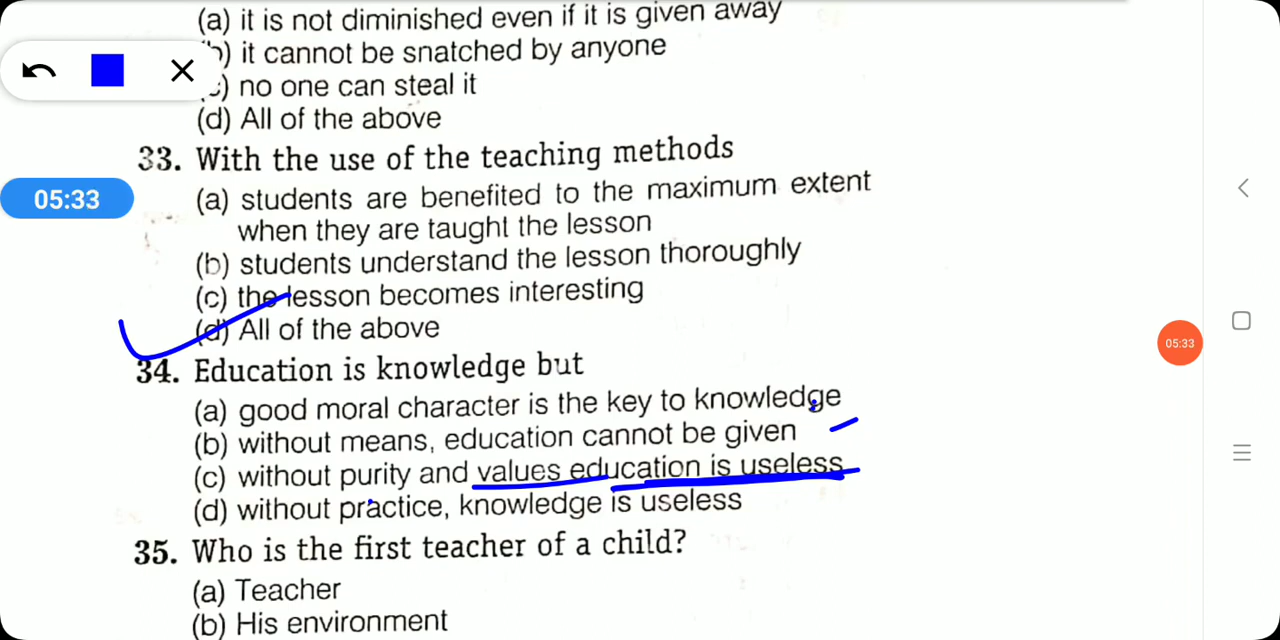 (a) it is not diminished even if it is given away
b) it cannot be snatched by anyone
c) no one can steal it
(d) All of the above
33. With the use of the teaching methods
05:33
(a) students are benefited to the maximum extent
when they are taught the lesson
(b) students understand the lesson thoroughly
(c) the lesson becomes interesting
(d) All of the above
05:33
34. Education is knowledge but
(a) good moral character is the key to knowledge
(b) without means, education cannot be given
(c) without purity and values education is useless
(d) without practice, knowledge is useless
35. Who is the first teacher of a child?
(a) Teacher
(b) His environment